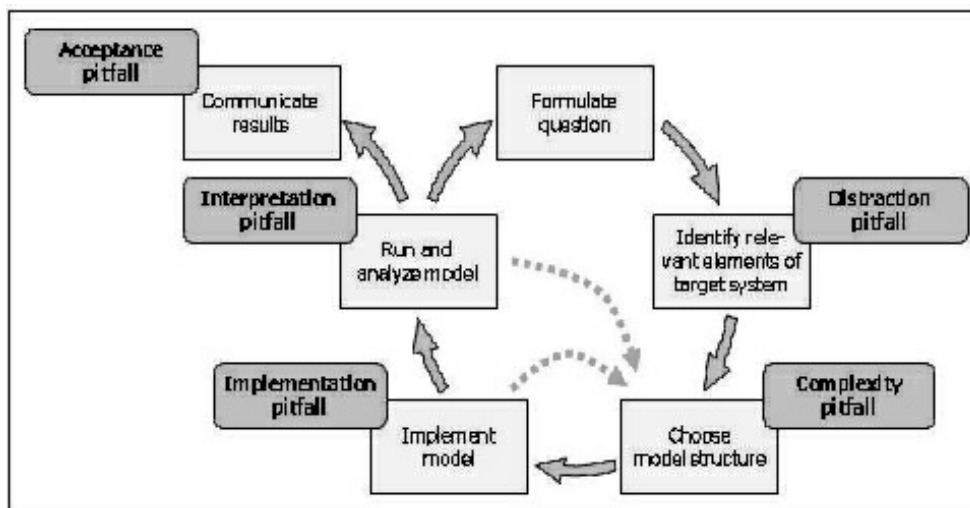 Acceptance
pitfall
Communicate
results
Formulate
question
Interpretation
pitfall
Run and
analyze model
Distraction
pitfall
Identify rele-
vant elements of
target system
Implementation
pitfall
Implement
model
Complexity
pitfall
Choose
model structure